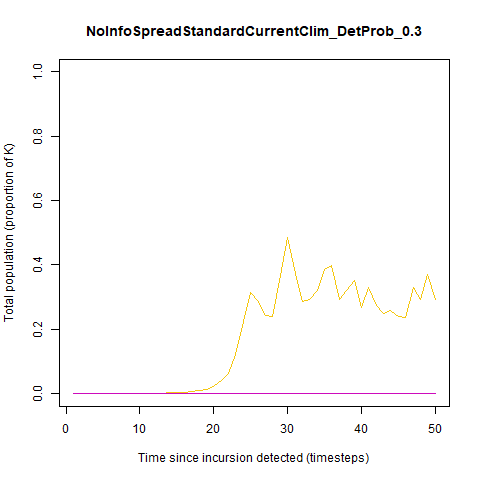 NoInfoSpreadStandardCurrentClim_DetProb_0.3
Total population (proportion of K)
1.0
0.8
0.6
0.4
0.2
0.0
0 10 20 30 40 50
Time since incursion detected (timesteps)